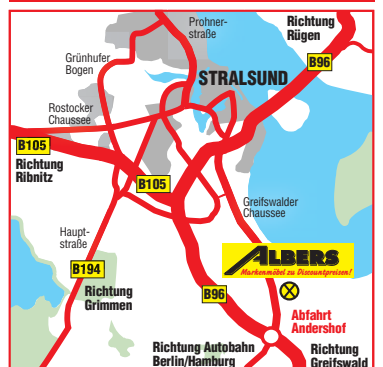 Prohner-
straße
Richtung
Rügen
Grünhufer
Bogen
B96
STRALSUND
Rostocker
Chaussee
B105
Richtung
Ribnitz
B105
Greifswalder
Chaussee
Haupt-
straße
ALBERS
Markenmöbel zu Discountpreisen!
B194
Richtung
Grimmen
B96
Abfahrt
Andershof
Richtung Autobahn
Berlin/Hamburg
Richtung
Greifswald